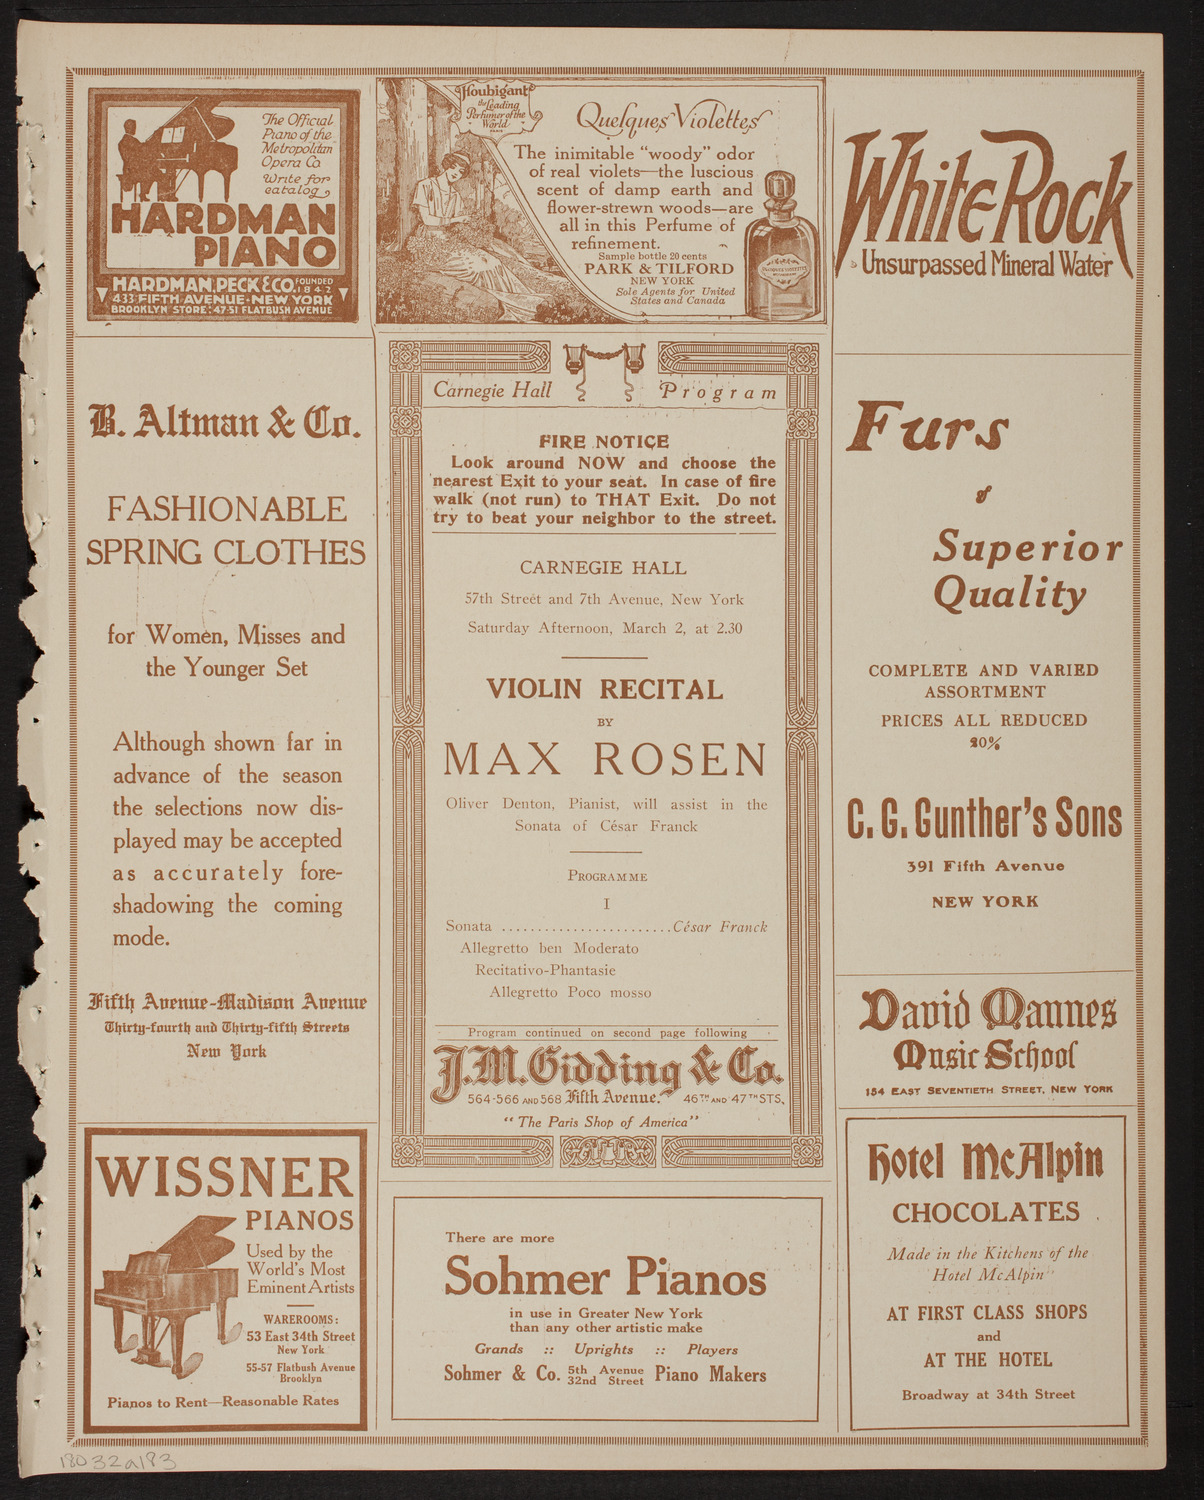 The Official
Piano of the
Metropolitan
Opera Co.
Write for
catalog
HARDMAN
PIANO
HARDMAN, PECK & CO. FOUNDED 1842
433 FIFTH AVENUE · NEW YORK
BROOKLYN STORE: 47-51 FLATBUSH AVENUE
B. Altman & Co.
FASHIONABLE
SPRING CLOTHES
for Women, Misses and
the Younger Set
Although shown far in
advance of the season
the selections now dis-
played may be accepted
as accurately fore-
shadowing the coming
mode.
Fifth Avenue-Madison Avenue
Thirty-fourth and Thirty-fifth Streets
New York
WISSNER
PIANOS
Used by the
World's Most
Eminent Artists
WAREROOMS:
53 East 34th Street
New York
55-57 Flatbush Avenue
Brooklyn
Pianos to Rent—Reasonable Rates
Houbigant
the Leading
Perfumer of the
World
PARIS
Quelques Violettes
The inimitable "woody" odor
of real violets—the luscious
scent of damp earth and
flower-strewn woods—are
all in this Perfume of
refinement.
Sample bottle 20 cents
PARK & TILFORD
NEW YORK
Sole Agents for United
States and Canada
Carnegie Hall Program
FIRE NOTICE
Look around NOW and choose the
nearest Exit to your seat. In case of fire
walk (not run) to THAT Exit. Do not
try to beat your neighbor to the street.
CARNEGIE HALL
57th Street and 7th Avenue, New York
Saturday Afternoon, March 2, at 2.30
VIOLIN RECITAL
BY
MAX ROSEN
Oliver Denton, Pianist, will assist in the
Sonata of César Franck
PROGRAMME
I
Sonata ........................César Franck
Allegretto ben Moderato
Recitativo-Phantasie
Allegretto Poco mosso
Program continued on second page following
J.M. Gidding & Co.
564-566 AND 568 Fifth Avenue. 46TH AND 47TH STS.
"The Paris Shop of America"
There are more
Sohmer Pianos
in use in Greater New York
than any other artistic make
Grands :: Uprights :: Players
Sohmer & Co. 5th Avenue 32nd Street Piano Makers
White Rock
Unsurpassed Mineral Water
Furs
of
Superior
Quality
COMPLETE AND VARIED
ASSORTMENT
PRICES ALL REDUCED
20%
C. G. Gunther's Sons
391 Fifth Avenue
NEW YORK
David Mannes
Music School
154 EAST SEVENTIETH STREET, NEW YORK
Hotel McAlpin
CHOCOLATES
Made in the Kitchens of the
Hotel McAlpin
AT FIRST CLASS SHOPS
and
AT THE HOTEL
Broadway at 34th Street
18032a183